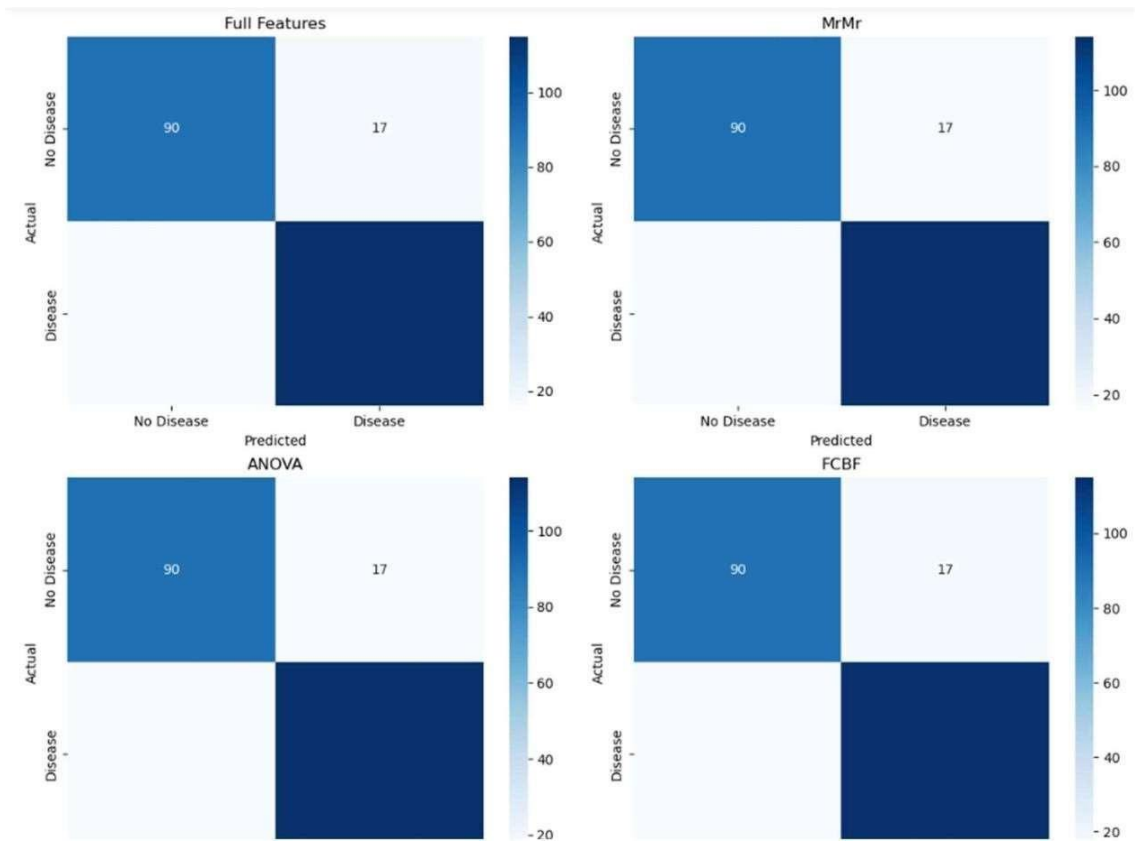 Full Features
No Disease
90
17
Actual
Disease
No Disease
Disease
Predicted
100
80
60
40
20
MrMr
No Disease
90
17
Actual
Disease
No Disease
Disease
Predicted
100
80
60
40
20
ANOVA
No Disease
90
17
Actual
Disease
100
80
60
40
20
FCBF
No Disease
90
17
Actual
Disease
100
80
60
40
20